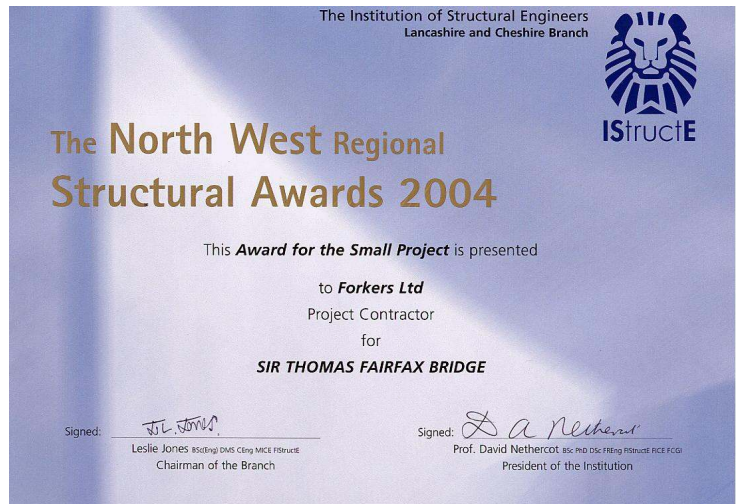 The Institution of Structural Engineers
Lancashire and Cheshire Branch
IStructE
The North West Regional
Structural Awards 2004
This Award for the Small Project is presented
to Forkers Ltd
Project Contractor
for
SIR THOMAS FAIRFAX BRIDGE
Signed:
Signed: D A Nethercot
Leslie Jones BSc(Eng) DMS CEng MICE FIStructE
Prof. David Nethercot BSc PhD DSc FREng FIStructE FICE FCGI
Chairman of the Branch
President of the Institution